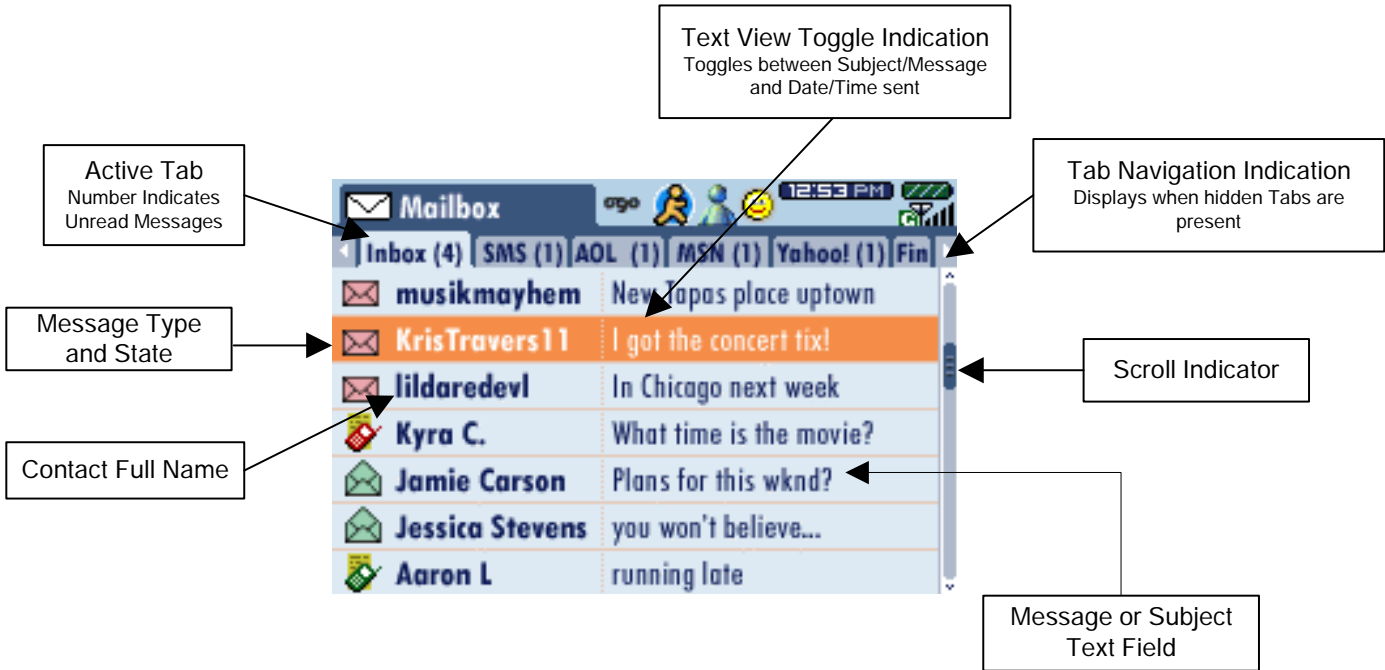 Text View Toggle Indication
Toggles between Subject/Message
and Date/Time sent
Active Tab
Number Indicates
Unread Messages
Tab Navigation Indication
Displays when hidden Tabs are
present
Mailbox
ogo
12:53 PM
G
Inbox (4) SMS (1) AOL (1) MSN (1) Yahoo! (1) Fin
musikmayhem New Tapas place uptown
KrisTravers11 I got the concert tix!
lildaredevl In Chicago next week
Kyra C. What time is the movie?
Jamie Carson Plans for this wknd?
Jessica Stevens you won't believe...
Aaron L running late
Message Type
and State
Scroll Indicator
Contact Full Name
Message or Subject
Text Field